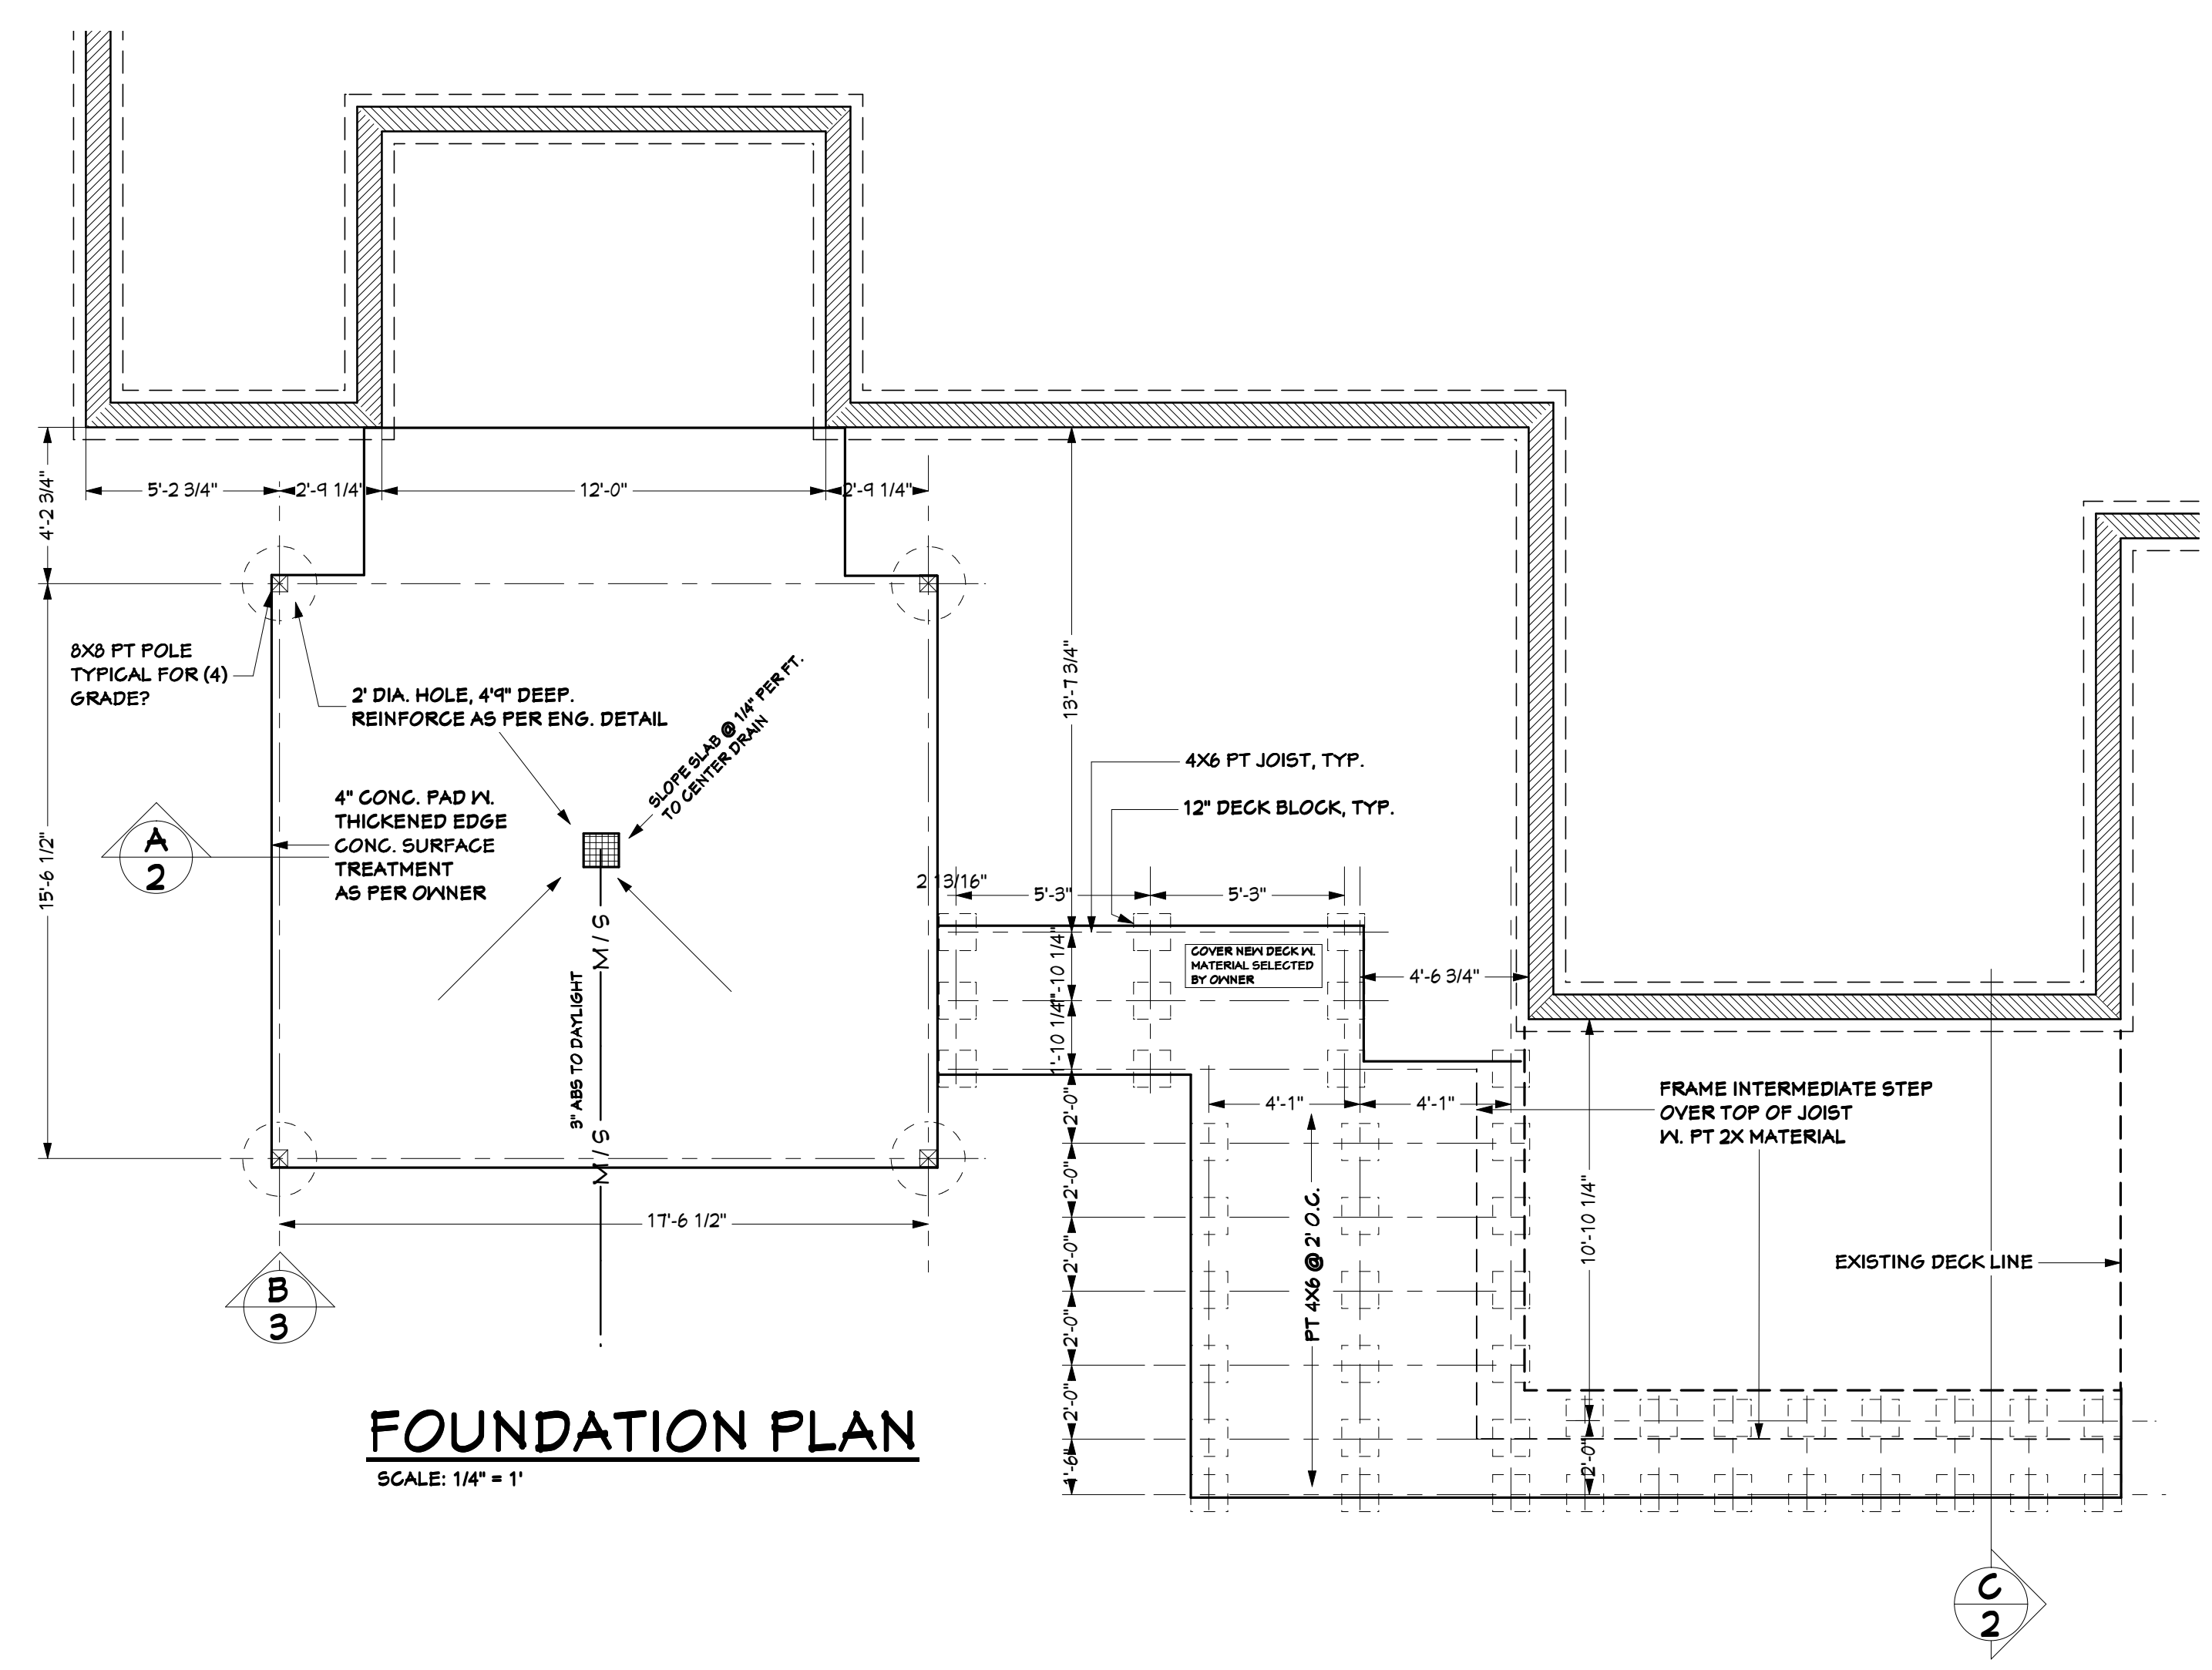 5'-2 3/4"
2'-9 1/4"
12'-0"
2'-9 1/4"
4'-2 3/4"
15'-6 1/2"
8X8 PT POLE
TYPICAL FOR (4)
GRADE?
2' DIA. HOLE, 4'9" DEEP.
REINFORCE AS PER ENG. DETAIL
SLOPE SLAB @ 1/4" PER FT.
TO CENTER DRAIN
4" CONC. PAD W.
THICKENED EDGE
CONC. SURFACE
TREATMENT
AS PER OWNER
A
2
M/S
3" ABS TO DAYLIGHT
M/S
17'-6 1/2"
B
3
13'-7 3/4"
4X6 PT JOIST, TYP.
12" DECK BLOCK, TYP.
2 13/16"
5'-3"
5'-3"
1'-10 1/4"
1'-10 1/4"
COVER NEW DECK W.
MATERIAL SELECTED
BY OWNER
4'-6 3/4"
4'-1"
4'-1"
2'-0"
2'-0"
2'-0"
2'-0"
2'-0"
1'-6"
PT 4X6 @ 2' O.C.
10'-10 1/4"
2'-0"
FRAME INTERMEDIATE STEP
OVER TOP OF JOIST
W. PT 2X MATERIAL
EXISTING DECK LINE
FOUNDATION PLAN
SCALE: 1/4" = 1'
C
2